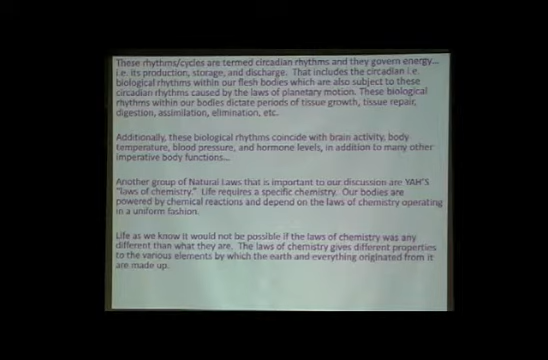 These rhythms/cycles are termed circadian rhythms and they govern energy...
i.e. its production, storage, and discharge. That includes the circadian i.e.
biological rhythms within our flesh bodies which are also subject to these
circadian rhythms caused by the laws of planetary motion. These biological
rhythms within our bodies dictate periods of tissue growth, tissue repair,
digestion, assimilation, elimination, etc.
Additionally, these biological rhythms coincide with brain activity, body
temperature, blood pressure, and hormone levels, in addition to many other
imperative body functions...
Another group of Natural Laws that is important to our discussion are YAH'S
"laws of chemistry." Life requires a specific chemistry. Our bodies are
powered by chemical reactions and depend on the laws of chemistry operating
in a uniform fashion.
Life as we know it would not be possible if the laws of chemistry was any
different than what they are. The laws of chemistry gives different properties
to the various elements by which the earth and everything originated from it
are made up.